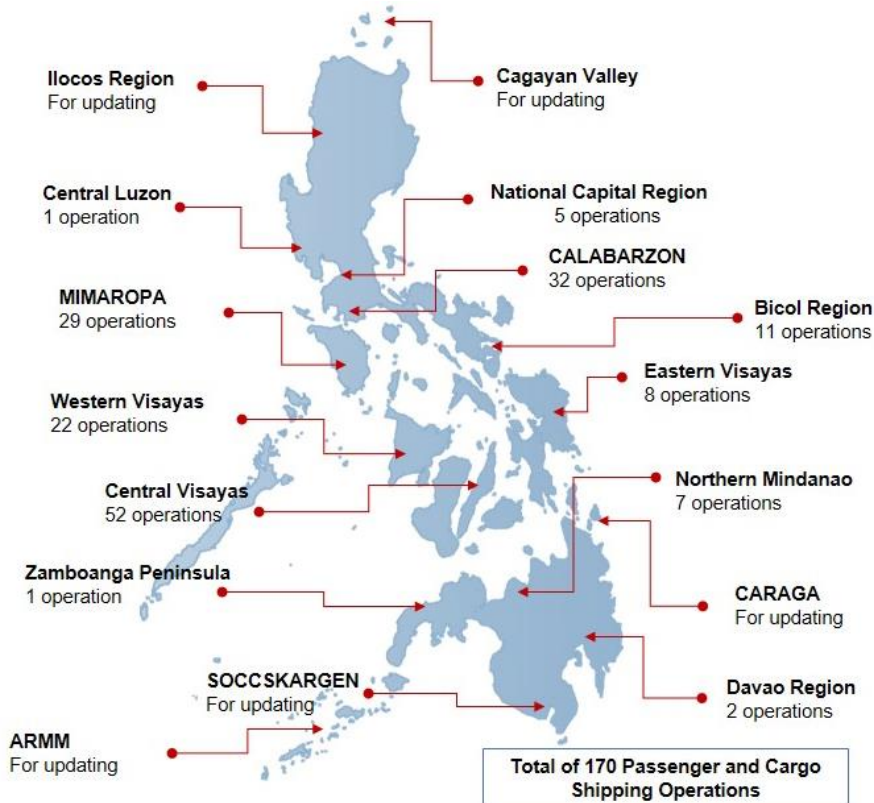 Ilocos Region
For updating
Cagayan Valley
For updating
Central Luzon
1 operation
National Capital Region
5 operations
CALABARZON
32 operations
MIMAROPA
29 operations
Bicol Region
11 operations
Eastern Visayas
8 operations
Western Visayas
22 operations
Northern Mindanao
7 operations
Central Visayas
52 operations
Zamboanga Peninsula
1 operation
CARAGA
For updating
SOCCSKARGEN
For updating
Davao Region
2 operations
ARMM
For updating
Total of 170 Passenger and Cargo
Shipping Operations